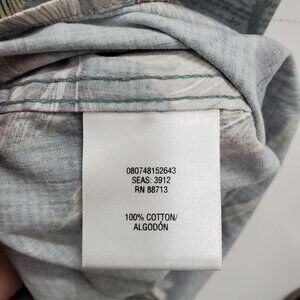 080748152643
SEAS: 3912
RN 88713
100% COTTON/
ALGODÓN